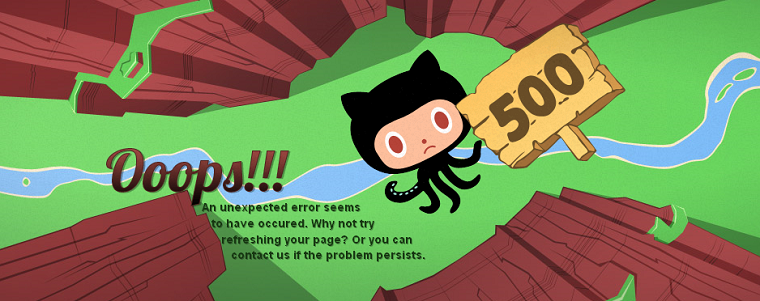 500
Ooops!!!
An unexpected error seems
to have occured. Why not try
refreshing your page? Or you can
contact us if the problem persists.